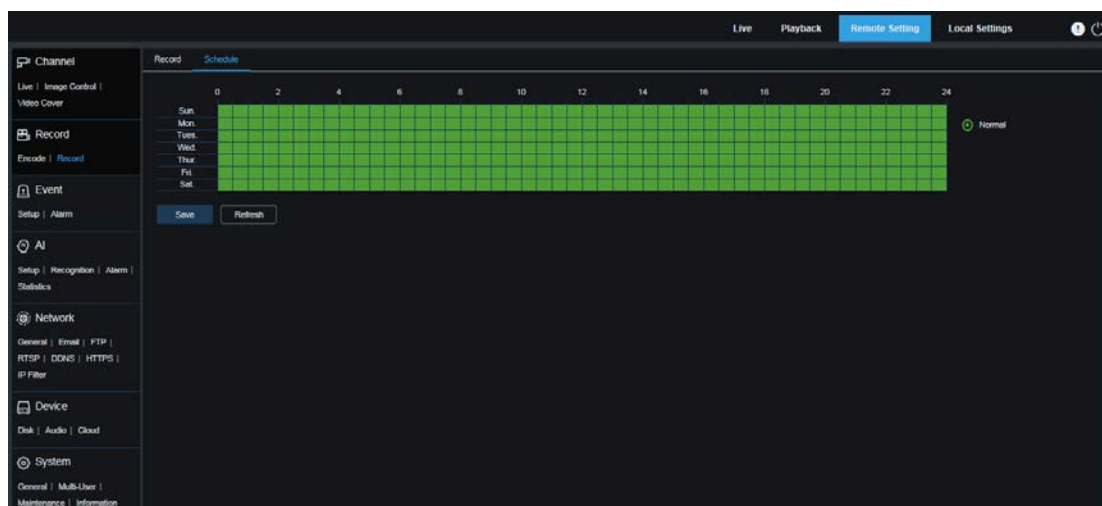 Live Playback Remote Setting Local Settings
Channel
Live | Image Control |
Video Cover
Record
Encode | Record
Event
Setup | Alarm
AI
Setup | Recognition | Alarm |
Statistics
Network
General | Email | FTP |
RTSP | DDNS | HTTPS |
IP Filter
Device
Disk | Audio | Cloud
System
General | Multi-User |
Maintenance | Information
Record Schedule
0 2 4 6 8 10 12 14 16 18 20 22 24
Sun.
Mon.
Tues.
Wed.
Thur.
Fri.
Sat.
Normal
Save Refresh